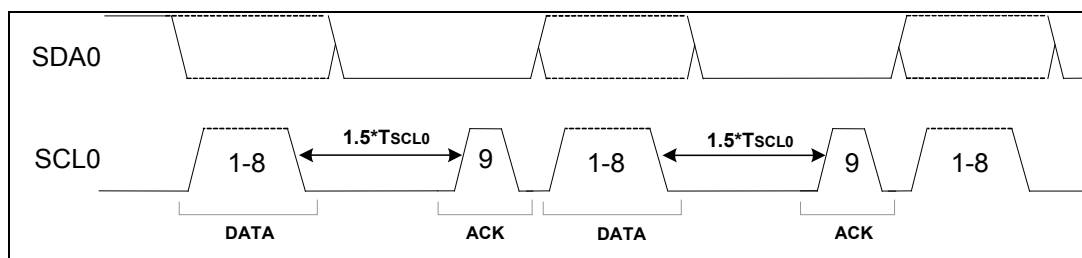 SDA0
1.5*TSCL0 1.5*TSCL0
SCL0 1-8 9 1-8 9 1-8
DATA ACK DATA ACK